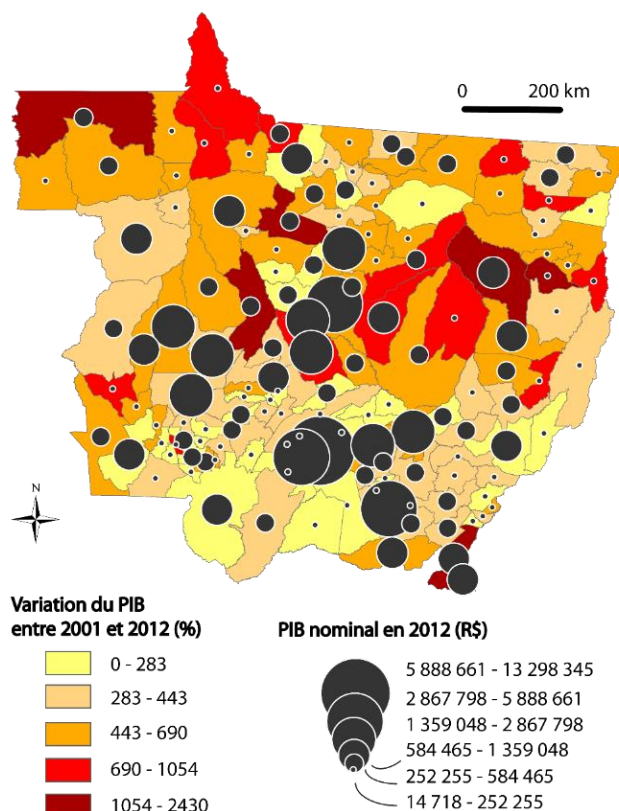 0 200 km
N
Variation du PIB
entre 2001 et 2012 (%)
0 - 283
283 - 443
443 - 690
690 - 1054
1054 - 2430
PIB nominal en 2012 (R$)
5 888 661 - 13 298 345
2 867 798 - 5 888 661
1 359 048 - 2 867 798
584 465 - 1 359 048
252 255 - 584 465
14 718 - 252 255